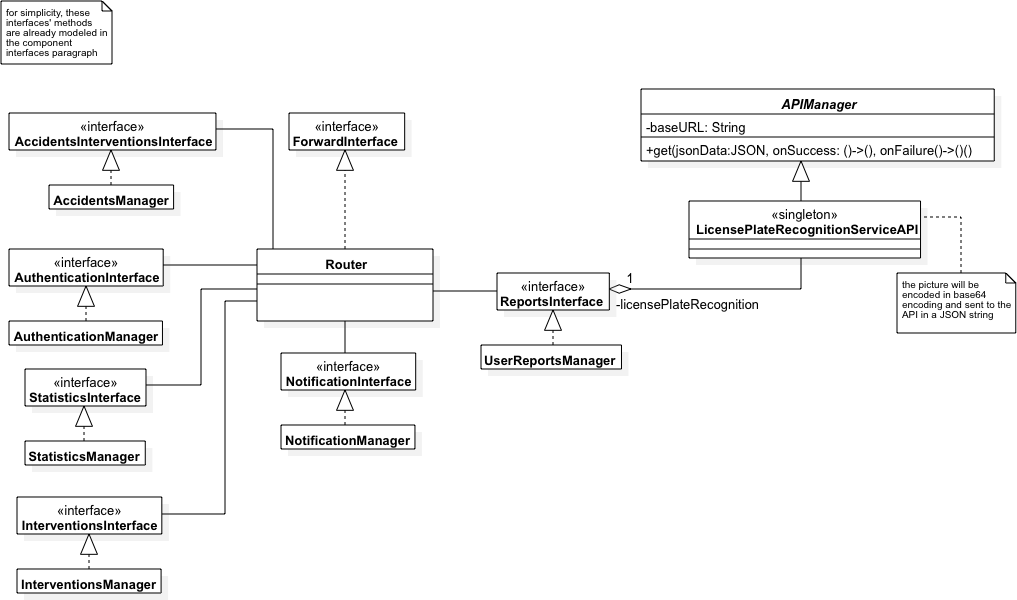 for simplicity, these
interfaces' methods
are already modeled in
the component
interfaces paragraph
«interface»
AccidentsInterventionsInterface
AccidentsManager
«interface»
ForwardInterface
APIManager
-baseURL: String
+get(jsonData:JSON, onSuccess: ()->(), onFailure()->()()
«singleton»
LicensePlateRecognitionServiceAPI
the picture will be
encoded in base64
encoding and sent to the
API in a JSON string
«interface»
AuthenticationInterface
AuthenticationManager
Router
«interface»
ReportsInterface
1
-licensePlateRecognition
UserReportsManager
«interface»
NotificationInterface
NotificationManager
«interface»
StatisticsInterface
StatisticsManager
«interface»
InterventionsInterface
InterventionsManager